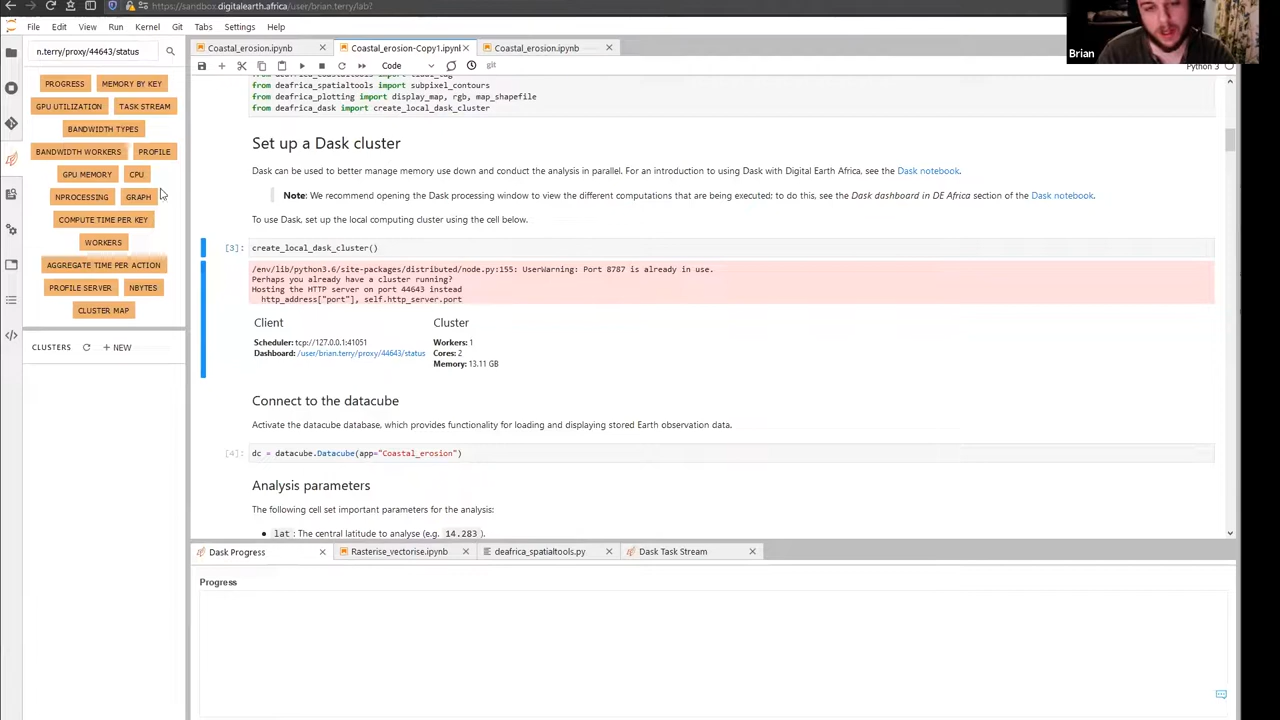 https://sandbox.digitalearth.africa/user/brian.terry/lab?
File Edit View Run Kernel Git Tabs Settings Help
Brian
n.terry/proxy/44643/status
PROGRESS MEMORY BY KEY
GPU UTILIZATION TASK STREAM
BANDWIDTH TYPES
BANDWIDTH WORKERS PROFILE
GPU MEMORY CPU
NPROCESSING GRAPH
COMPUTE TIME PER KEY
WORKERS
AGGREGATE TIME PER ACTION
PROFILE SERVER NBYTES
CLUSTER MAP
CLUSTERS + NEW
Coastal_erosion.ipynb Coastal_erosion-Copy1.ipynb Coastal_erosion.ipynb
Code git Python 3
from deafrica_spatialtools import subpixel_contours
from deafrica_plotting import display_map, rgb, map_shapefile
from deafrica_dask import create_local_dask_cluster
Set up a Dask cluster
Dask can be used to better manage memory use down and conduct the analysis in parallel. For an introduction to using Dask with Digital Earth Africa, see the Dask notebook.
Note: We recommend opening the Dask processing window to view the different computations that are being executed; to do this, see the Dask dashboard in DE Africa section of the Dask notebook.
To use Dask, set up the local computing cluster using the cell below.
[3]: create_local_dask_cluster()
/env/lib/python3.6/site-packages/distributed/node.py:155: UserWarning: Port 8787 is already in use.
Perhaps you already have a cluster running?
Hosting the HTTP server on port 44643 instead
http_address["port"], self.http_server.port
Client Cluster
Scheduler: tcp://127.0.0.1:41051 Workers: 1
Dashboard: /user/brian.terry/proxy/44643/status Cores: 2
Memory: 13.11 GB
Connect to the datacube
Activate the datacube database, which provides functionality for loading and displaying stored Earth observation data.
[4]: dc = datacube.Datacube(app="Coastal_erosion")
Analysis parameters
The following cell set important parameters for the analysis:
• lat : The central latitude to analyse (e.g. 14.283 ).
Dask Progress Rasterise_vectorise.ipynb deafrica_spatialtools.py Dask Task Stream
Progress